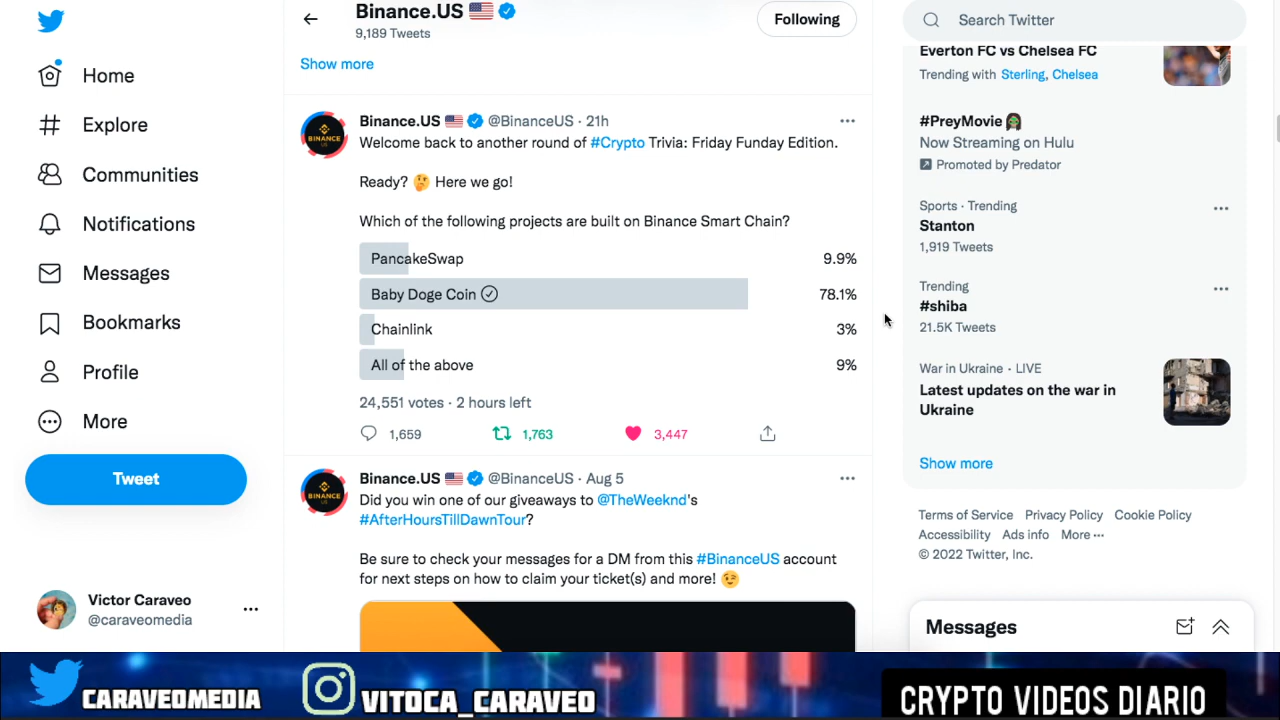 Home
Explore
Communities
Notifications
Messages
Bookmarks
Profile
More
Tweet
Victor Caraveo
@caraveomedia
Binance.US
9,189 Tweets
Following
Show more
Binance.US @BinanceUS · 21h
Welcome back to another round of #Crypto Trivia: Friday Funday Edition.
Ready? 🤔 Here we go!
Which of the following projects are built on Binance Smart Chain?
PancakeSwap 9.9%
Baby Doge Coin 78.1%
Chainlink 3%
All of the above 9%
24,551 votes · 2 hours left
1,659 1,763 3,447
Binance.US @BinanceUS · Aug 5
Did you win one of our giveaways to @TheWeeknd's
#AfterHoursTillDawnTour?
Be sure to check your messages for a DM from this #BinanceUS account
for next steps on how to claim your ticket(s) and more! 😉
BINANCE
US
BINANCE
US
Search Twitter
Everton FC vs Chelsea FC
Trending with Sterling, Chelsea
#PreyMovie
Now Streaming on Hulu
Promoted by Predator
Sports · Trending
Stanton
1,919 Tweets
Trending
#shiba
21.5K Tweets
War in Ukraine · LIVE
Latest updates on the war in
Ukraine
Show more
Terms of Service Privacy Policy Cookie Policy
Accessibility Ads info More ···
© 2022 Twitter, Inc.
Messages
CARAVEOMEDIA
VITOCA_CARAVEO
CRYPTO VIDEOS DIARIO